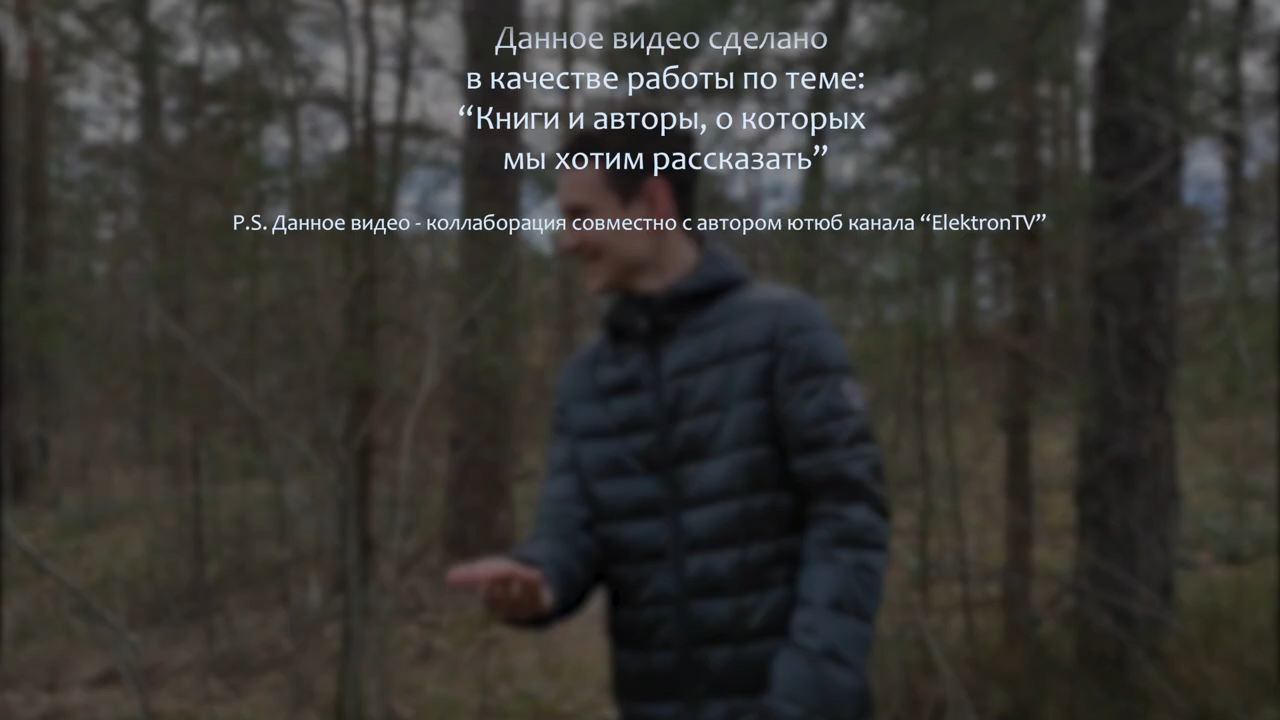 Данное видео сделано
в качестве работы по теме:
“Книги и авторы, о которых
мы хотим рассказать”
P.S. Данное видео - коллаборация совместно с автором ютюб канала “ElektronTV”